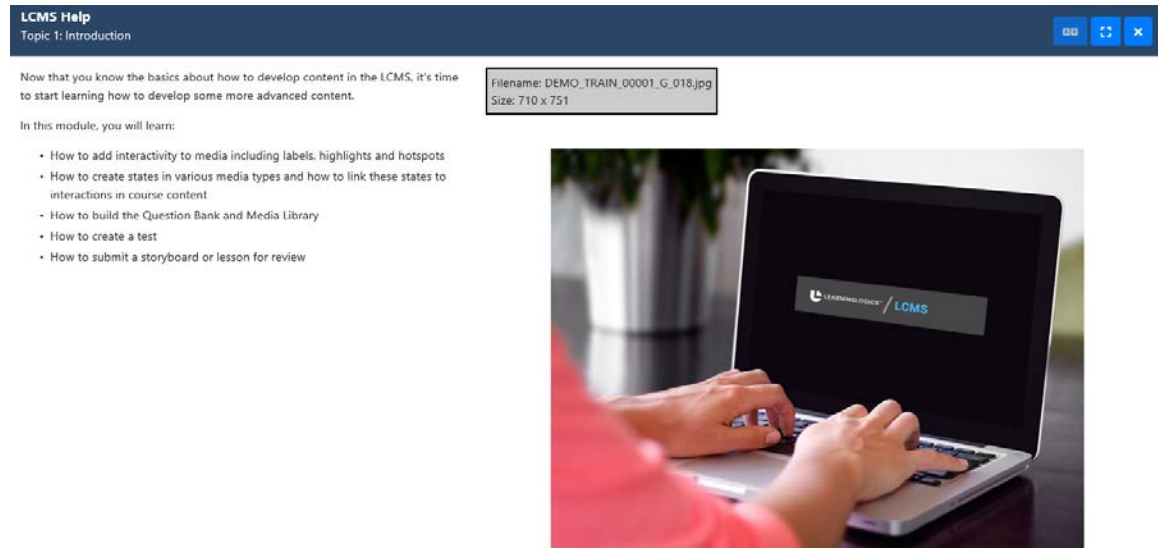 LCMS Help
Topic 1: Introduction
Now that you know the basics about how to develop content in the LCMS, it's time
to start learning how to develop some more advanced content.
In this module, you will learn:
• How to add interactivity to media including labels, highlights and hotspots
• How to create states in various media types and how to link these states to
interactions in course content
• How to build the Question Bank and Media Library
• How to create a test
• How to submit a storyboard or lesson for review
Filename: DEMO_TRAIN_00001_G_018.jpg
Size: 710 x 751
LEARNINGLOGICS™ / LCMS